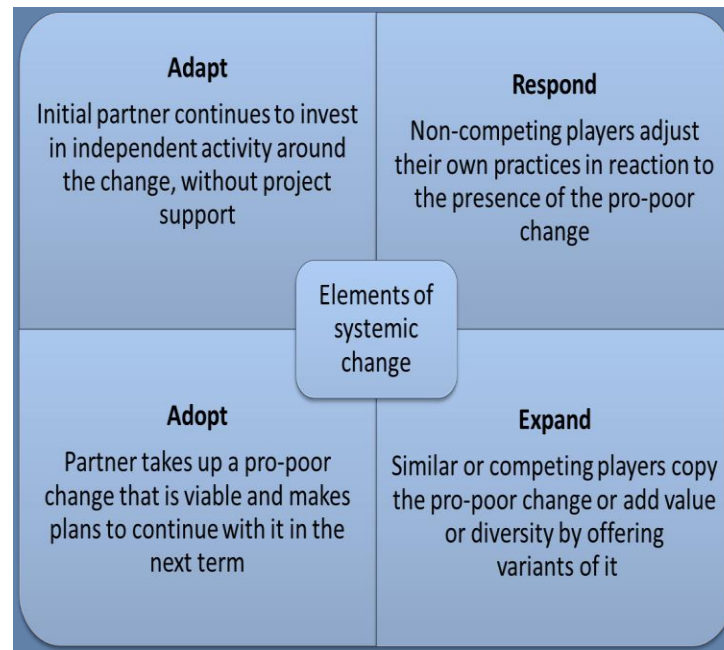 Adapt
Initial partner continues to invest
in independent activity around
the change, without project
support
Respond
Non-competing players adjust
their own practices in reaction to
the presence of the pro-poor
change
Elements of
systemic
change
Adopt
Partner takes up a pro-poor
change that is viable and makes
plans to continue with it in the
next term
Expand
Similar or competing players copy
the pro-poor change or add value
or diversity by offering
variants of it